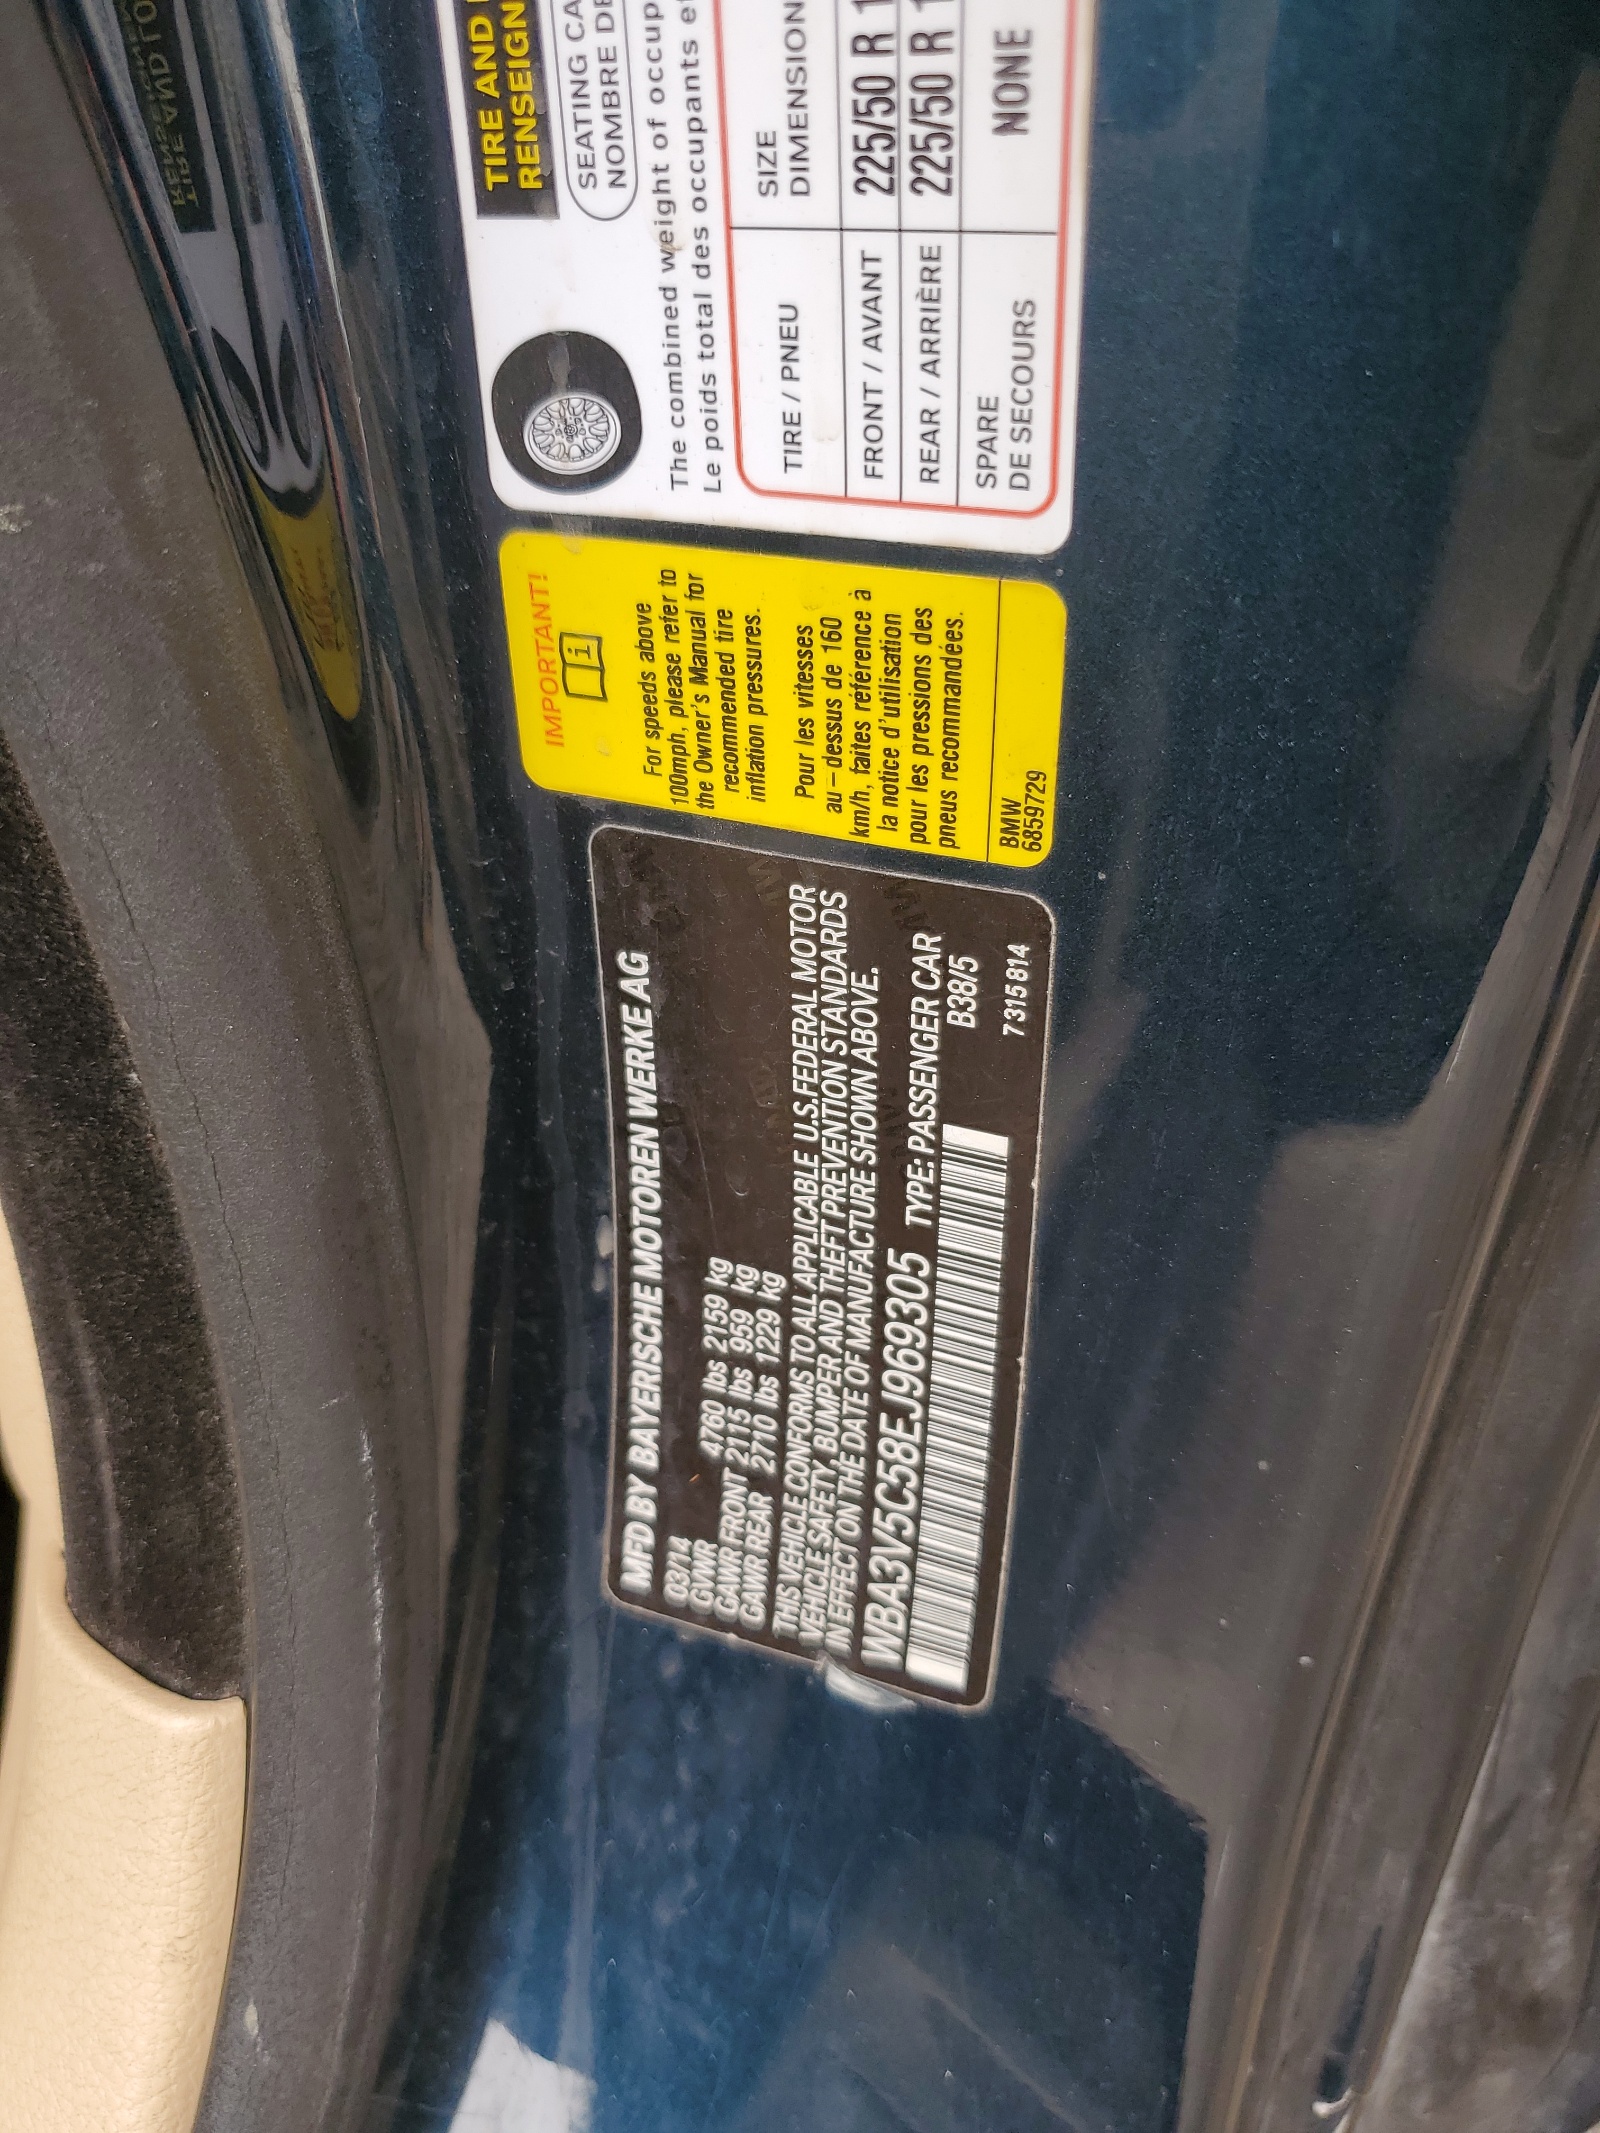 MFD BY BAYERISCHE MOTOREN WERKE AG
03/14
GVWR 4760 lbs 2159 kg
GAWR FRONT 2115 lbs 959 kg
GAWR REAR 2710 lbs 1229 kg
THIS VEHICLE CONFORMS TO ALL APPLICABLE U.S. FEDERAL MOTOR
VEHICLE SAFETY, BUMPER AND THEFT PREVENTION STANDARDS
IN EFFECT ON THE DATE OF MANUFACTURE SHOWN ABOVE.
WBA3V5C58EJ969305 TYPE: PASSENGER CAR
B38/5
7315814
IMPORTANT!
i
For speeds above
100mph, please refer to
the Owner's Manual for
recommended tire
inflation pressures.
Pour les vitesses
au-dessus de 160
km/h, faites référence à
la notice d'utilisation
pour les pressions des
pneus recommandées.
BMW
6859729
TIRE AND
RENSEIGN
SEATING CA
NOMBRE DE
The combined weight of occup
Le poids total des occupants e
TIRE / PNEU SIZE
DIMENSION
FRONT / AVANT 225/50 R 1
REAR / ARRIÈRE 225/50 R 1
SPARE
DE SECOURS NONE